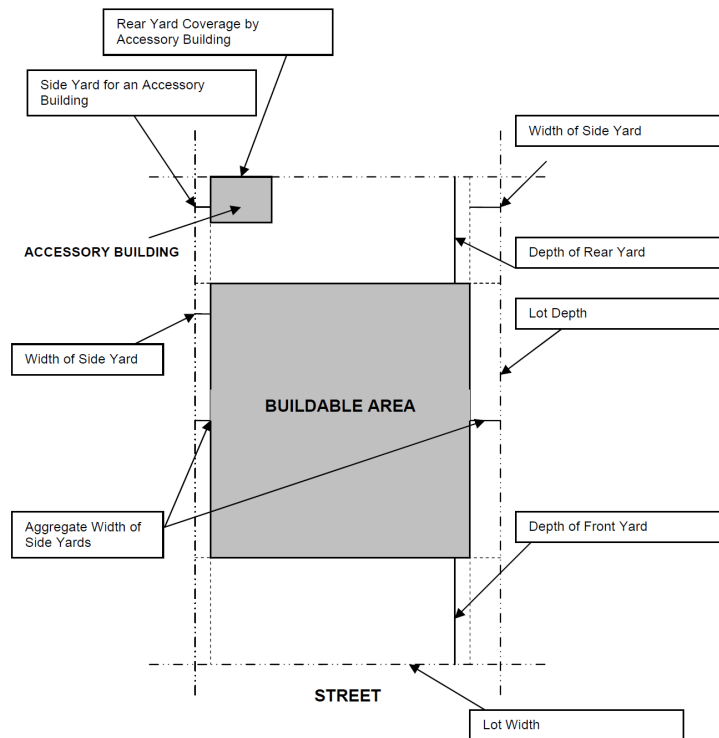 Rear Yard Coverage by
Accessory Building
Side Yard for an Accessory
Building
Width of Side Yard
ACCESSORY BUILDING
Depth of Rear Yard
Lot Depth
Width of Side Yard
BUILDABLE AREA
Aggregate Width of
Side Yards
Depth of Front Yard
STREET
Lot Width